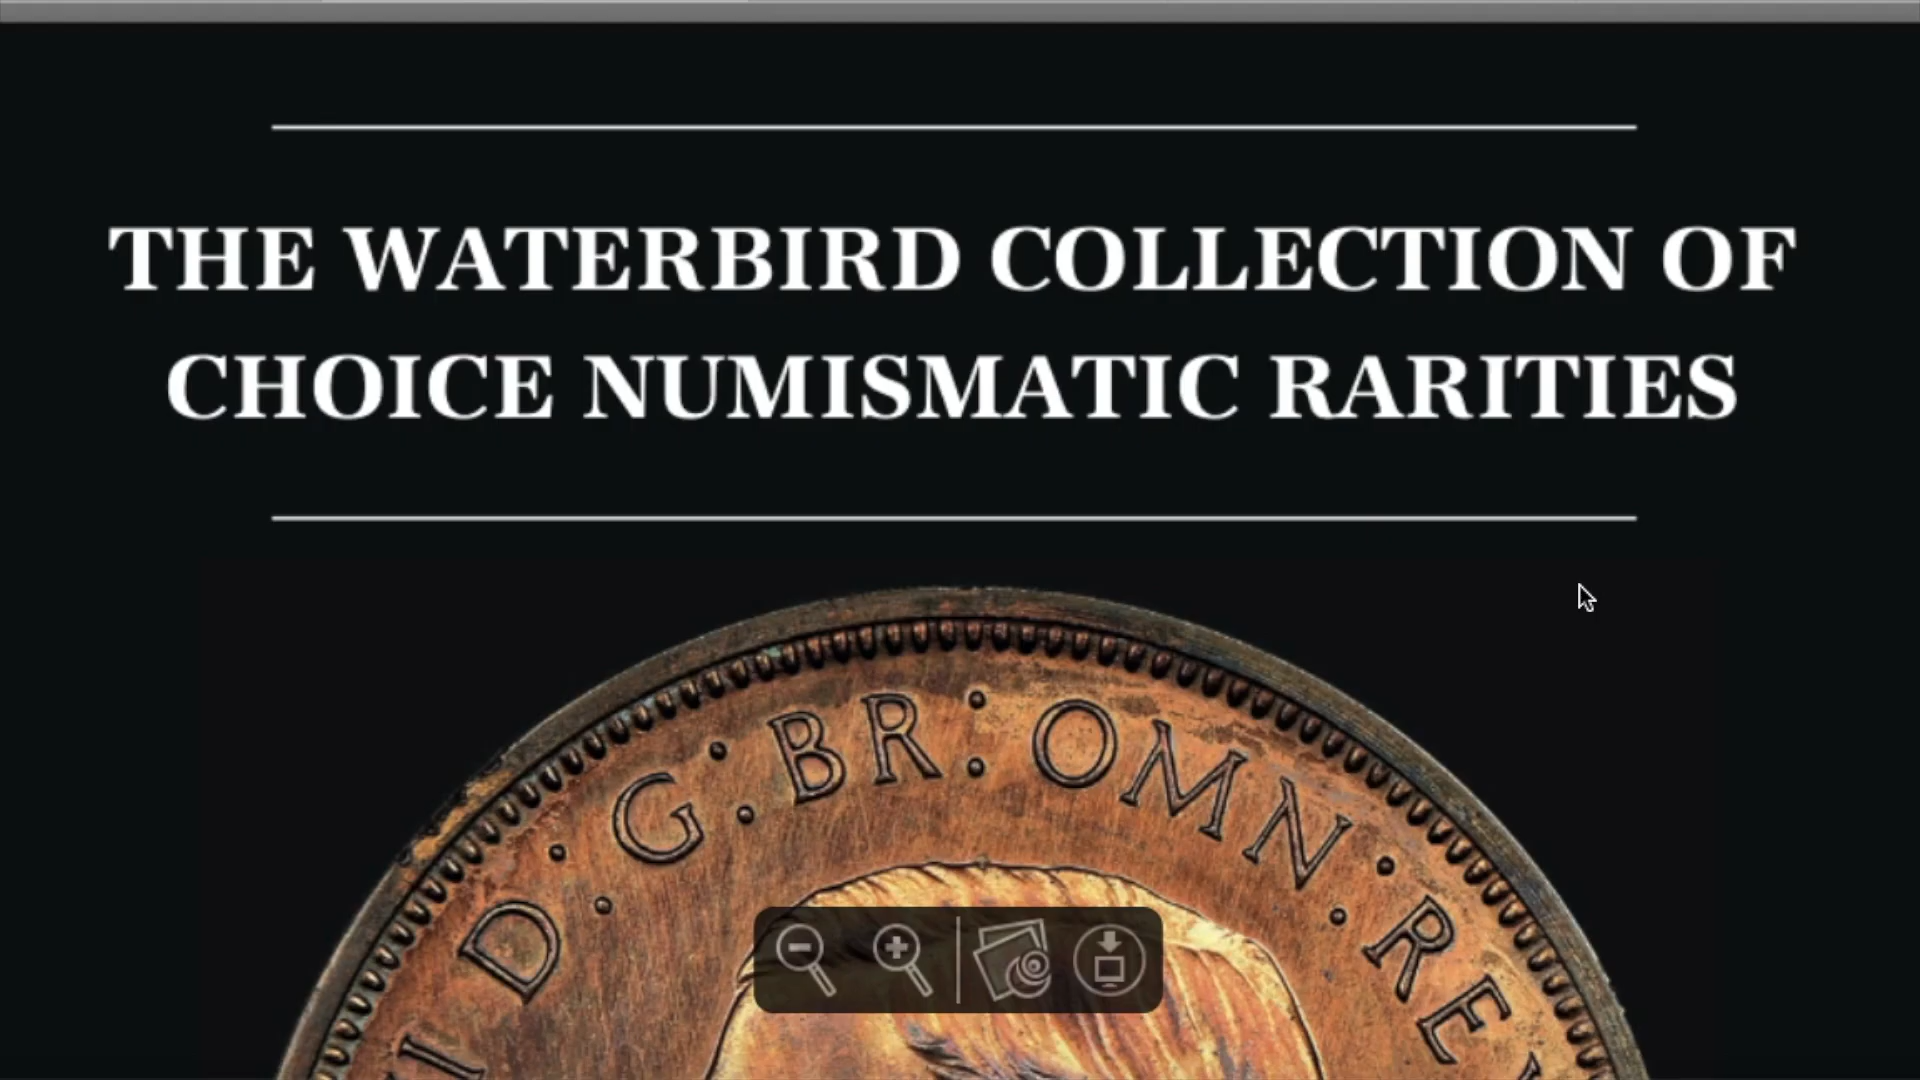 THE WATERBIRD COLLECTION OF
CHOICE NUMISMATIC RARITIES
D : G : BR : OMN : RE